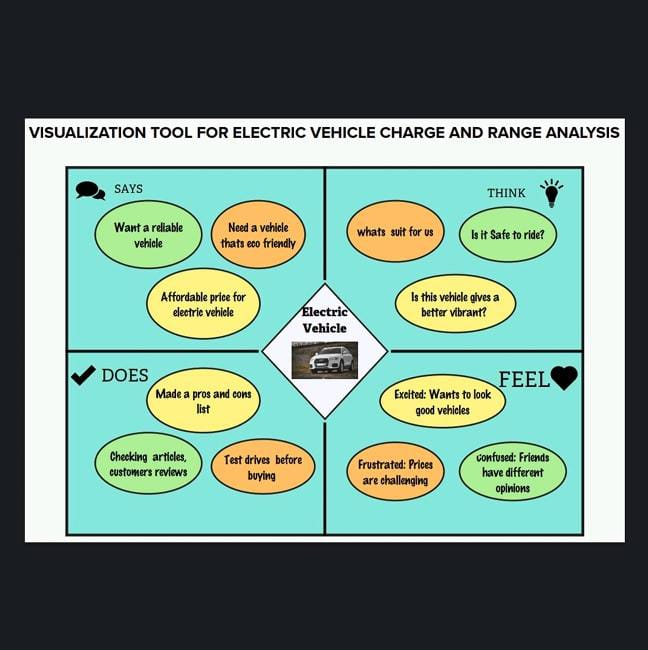 VISUALIZATION TOOL FOR ELECTRIC VEHICLE CHARGE AND RANGE ANALYSIS
SAYS
Want a reliable
vehicle
Need a vehicle
thats eco friendly
Affordable price for
electric vehicle
THINK
whats suit for us
Is it Safe to ride?
Is this vehicle gives a
better vibrant?
Electric
Vehicle
DOES
Made a pros and cons
list
Checking articles,
customers reviews
Test drives before
buying
FEEL
Excited: Wants to look
good vehicles
Frustrated: Prices
are challenging
confused: Friends
have different
opinions